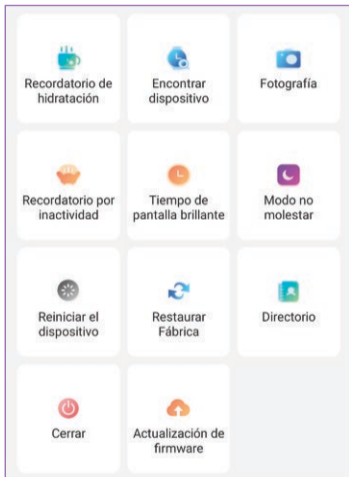 Recordatorio de
hidratación
Encontrar
dispositivo
Fotografía
Recordatorio por
inactividad
Tiempo de
pantalla brillante
Modo no
molestar
Reiniciar el
dispositivo
Restaurar
Fábrica
Directorio
Cerrar
Actualización de
firmware